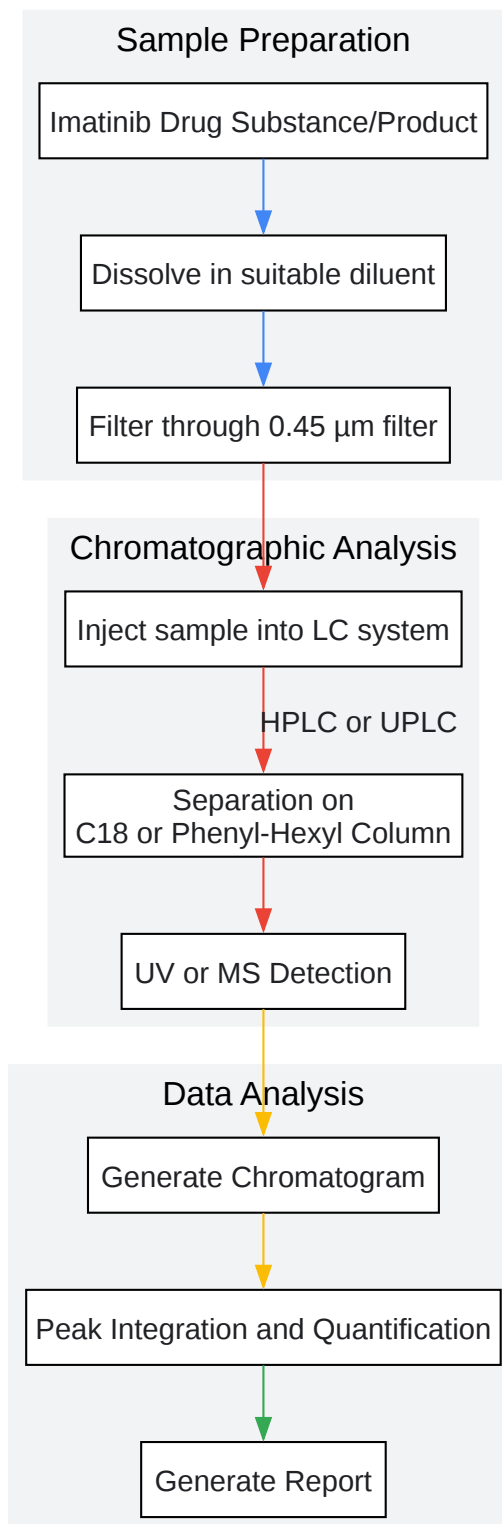 Sample Preparation
Imatinib Drug Substance/Product
Dissolve in suitable diluent
Filter through 0.45 µm filter
Chromatographic Analysis
Inject sample into LC system
HPLC or UPLC
Separation on
C18 or Phenyl-Hexyl Column
UV or MS Detection
Data Analysis
Generate Chromatogram
Peak Integration and Quantification
Generate Report